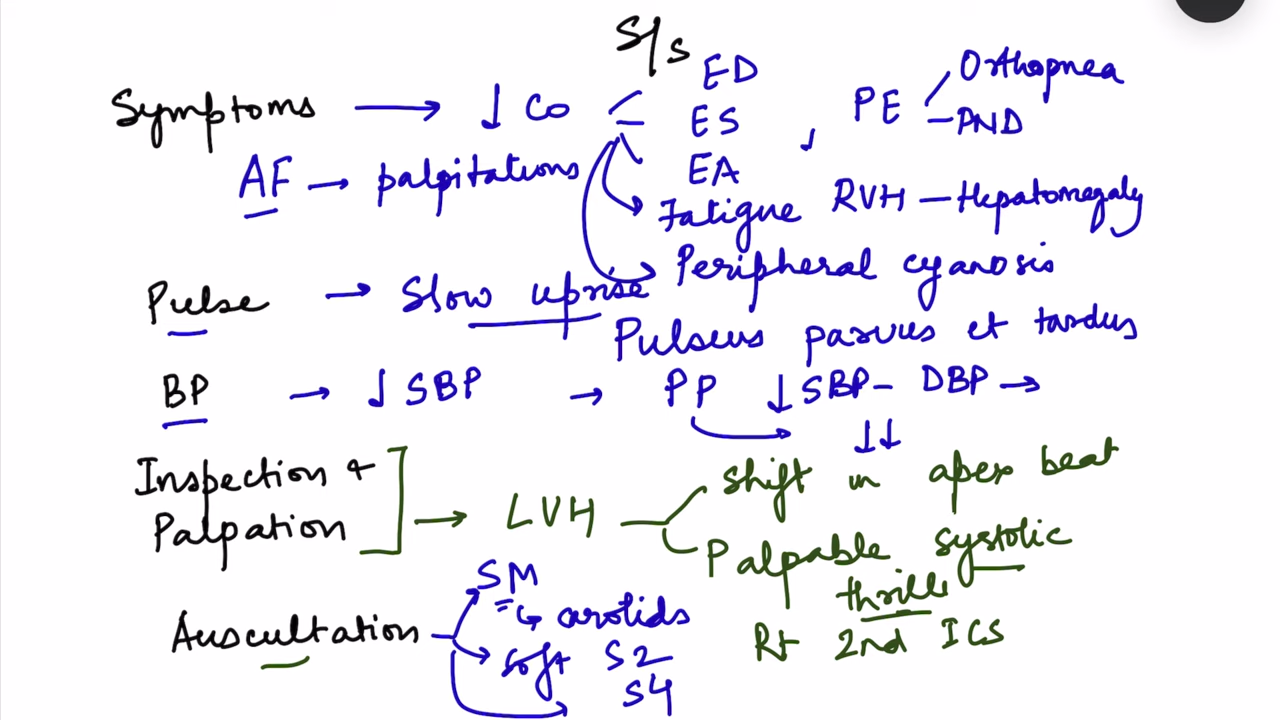 S/s
Symptoms → ↓ CO
ED
ES
EA
Fatigue
Peripheral cyanosis
PE
Orthopnea
PND
RVH — Hepatomegaly
AF → palpitations
Pulse → Slow uprise
Pulseus parvus et tardus
BP → ↓ SBP → PP ↓ SBP - DBP →
↓↓
Inspection &
Palpation
→ LVH
Shift in apex beat
Palpable systolic
thrill
Rt 2nd ICS
Auscultation
SM
↳ carotids
Soft S2
S4